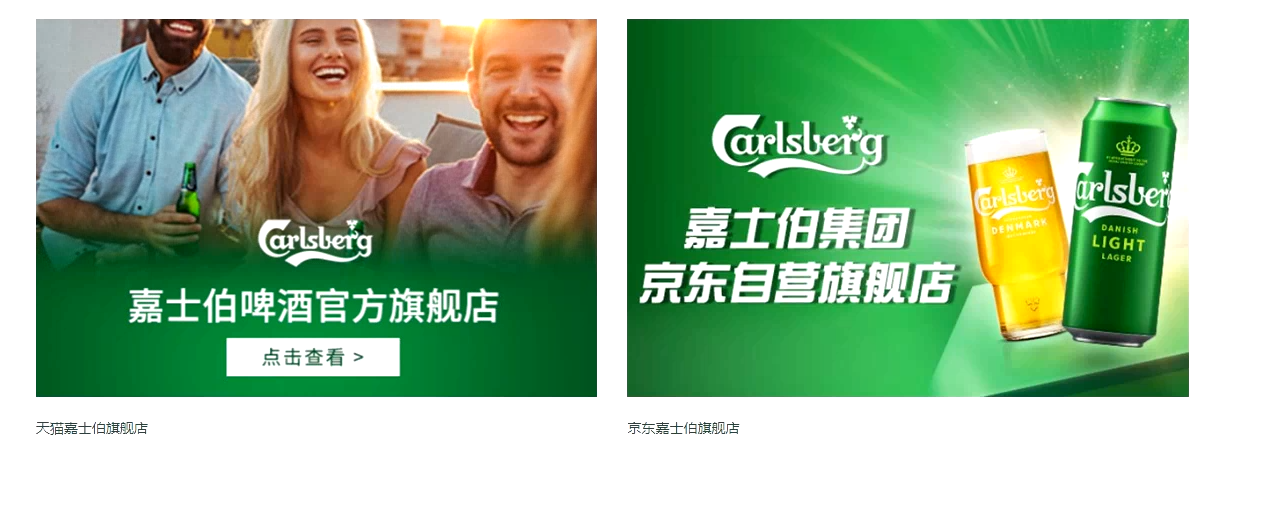 Carlsberg
嘉士伯啤酒官方旗舰店
点击查看 >
天猫嘉士伯旗舰店
Carlsberg
嘉士伯集团
京东自营旗舰店
Carlsberg
DENMARK
Carlsberg
DANISH
LIGHT
LAGER
京东嘉士伯旗舰店